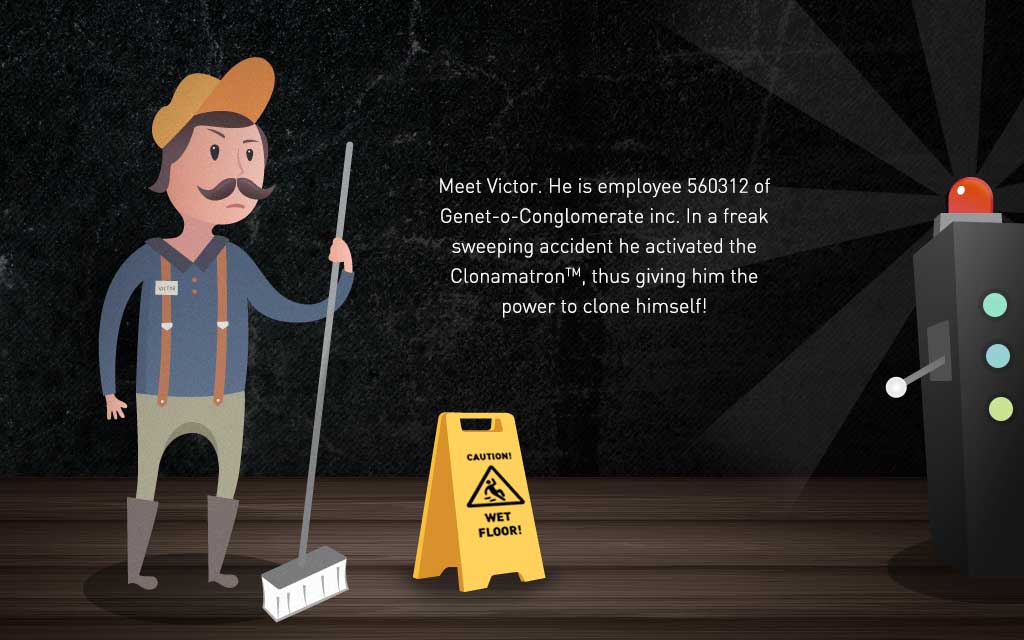 Meet Victor. He is employee 560312 of
Genet-o-Conglomerate inc. In a freak
sweeping accident he activated the
Clonamatron™, thus giving him the
power to clone himself!
VICTOR
CAUTION!
WET
FLOOR!